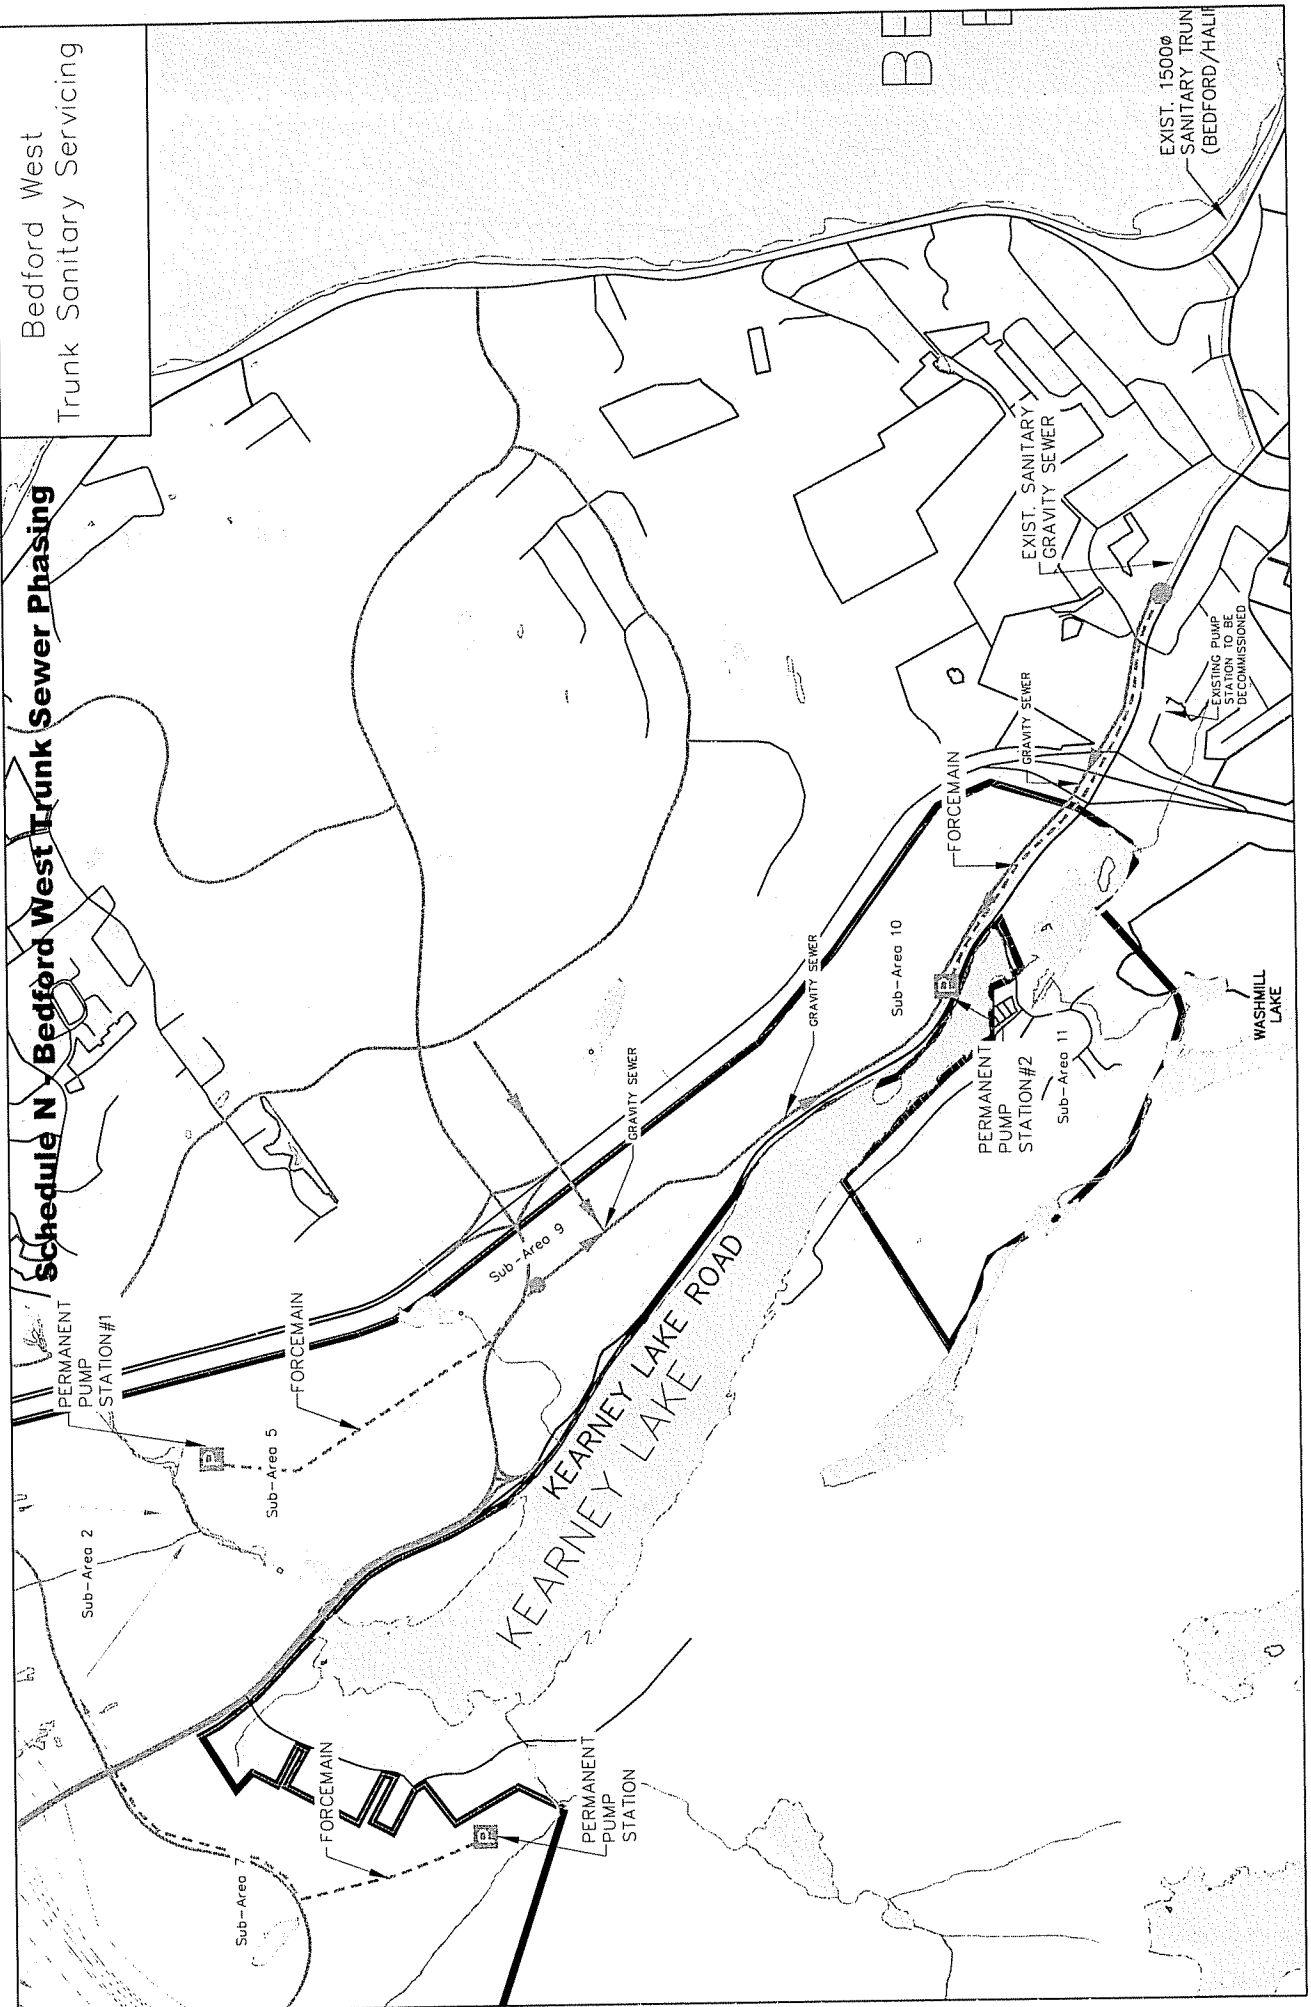 Schedule N - Bedford West Trunk Sewer Phasing
Bedford West
Trunk Sanitary Servicing
PERMANENT
PUMP
STATION#1
Sub-Area 2
Sub-Area 5
FORCEMAIN
Sub-Area 7
FORCEMAIN
PERMANENT
PUMP
STATION
P
P
Sub-Area 9
GRAVITY SEWER
KEARNEY LAKE ROAD
KEARNEY LAKE
GRAVITY SEWER
Sub-Area 10
FORCEMAIN
P
PERMANENT
PUMP
STATION#2
Sub-Area 11
WASHMILL
LAKE
GRAVITY SEWER
EXISTING PUMP
STATION TO BE
DECOMMISSIONED
EXIST. SANITARY
GRAVITY SEWER
EXIST. 1500ø
SANITARY TRUN
(BEDFORD/HALIF
BE